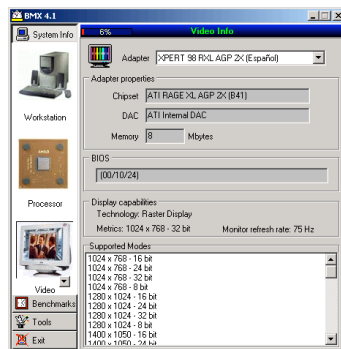 BMX 4.1
System Info
6%
Video Info
Workstation
Processor
Video
Benchmarks
Tools
Exit
Adapter
XPERT 98 RXL AGP 2X (Español)
Adapter properties
Chipset
ATI RAGE XL AGP 2X (B41)
DAC
ATI Internal DAC
Memory
8
Mbytes
BIOS
(00/10/24)
Display capabilities
Technology: Raster Display
Metrics: 1024 x 768 - 32 bit
Monitor refresh rate: 75 Hz
Supported Modes
1024 x 768 - 16 bit
1024 x 768 - 24 bit
1024 x 768 - 32 bit
1024 x 768 - 8 bit
1280 x 1024 - 16 bit
1280 x 1024 - 24 bit
1280 x 1024 - 32 bit
1280 x 1024 - 8 bit
1400 x 1050 - 16 bit
1400 x 1050 - 24 bit